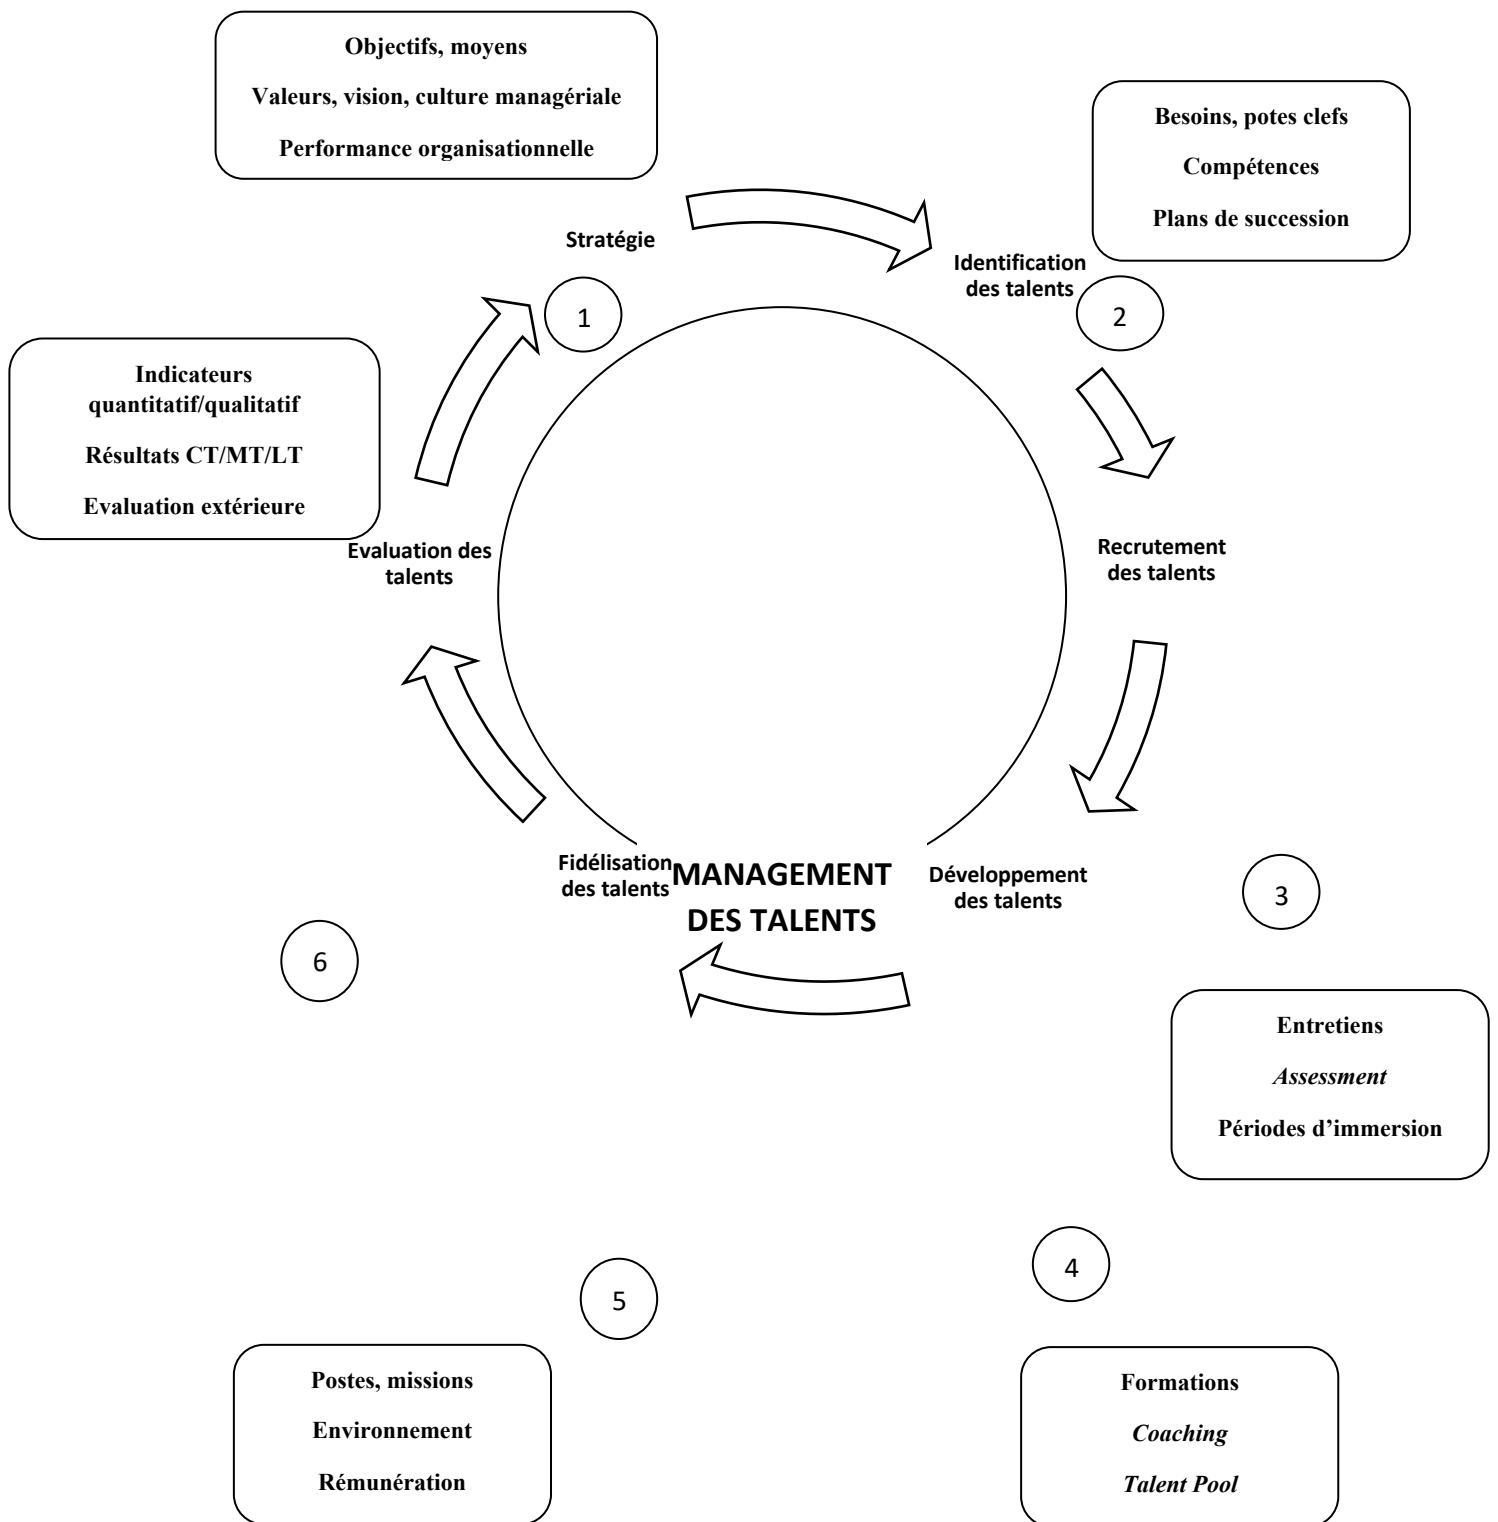 Objectifs, moyens
Valeurs, vision, culture managériale
Performance organisationnelle
Besoins, potes clefs
Compétences
Plans de succession
Stratégie
Identification
des talents
1
2
Indicateurs
quantitatif/qualitatif
Résultats CT/MT/LT
Evaluation extérieure
Evaluation des
talents
Recrutement
des talents
Fidélisation
des talents
MANAGEMENT
DES TALENTS
Développement
des talents
3
6
Entretiens
Assessment
Périodes d’immersion
4
5
Postes, missions
Environnement
Rémunération
Formations
Coaching
Talent Pool